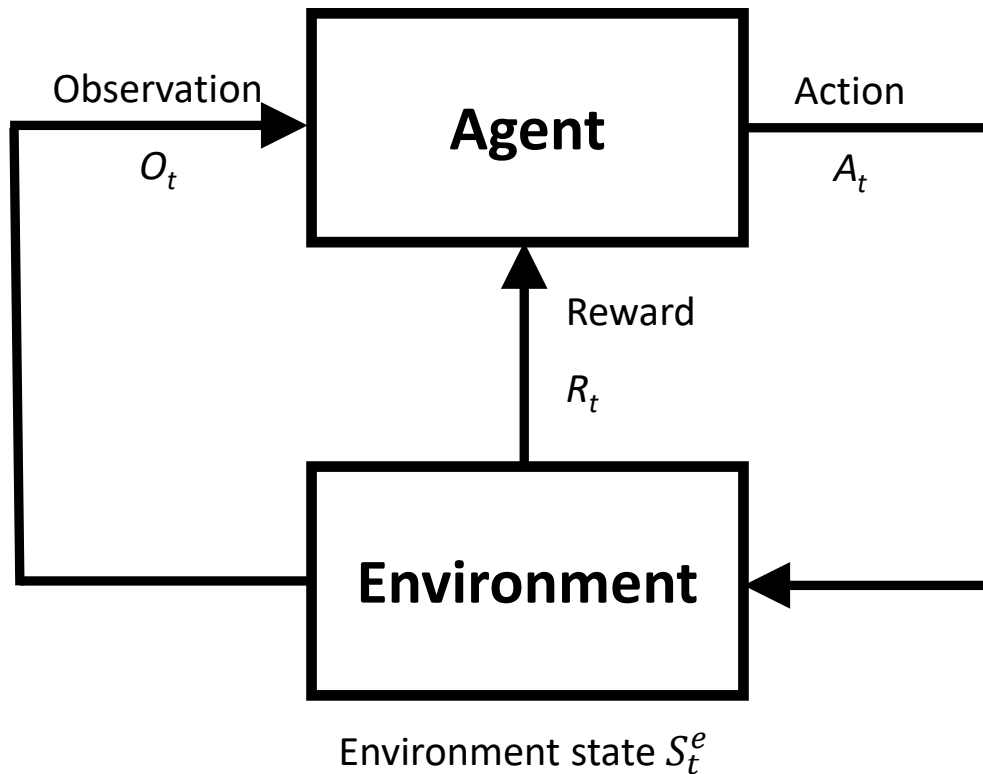 Observation
Agent
Action
O_t
A_t
Reward
R_t
Environment
Environment state S_t^e